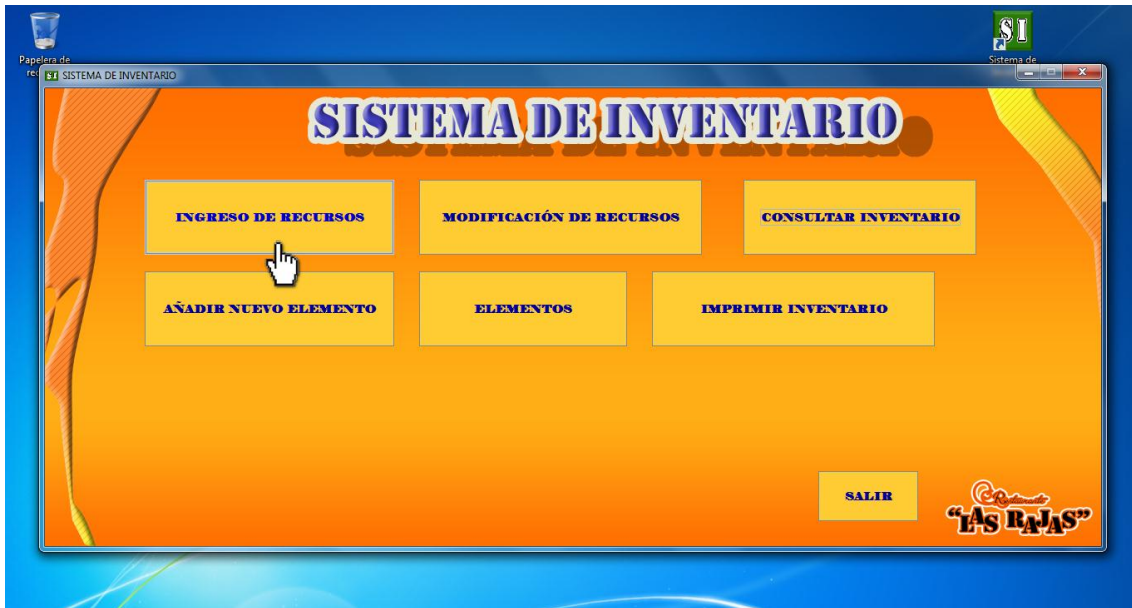 SI
Papelera de
Sistema de
SI SISTEMA DE INVENTARIO
SISTEMA DE INVENTARIO
INGRESO DE RECURSOS
MODIFICACIÓN DE RECURSOS
CONSULTAR INVENTARIO
AÑADIR NUEVO ELEMENTO
ELEMENTOS
IMPRIMIR INVENTARIO
SALIR
Restaurante
“LAS RAJAS”